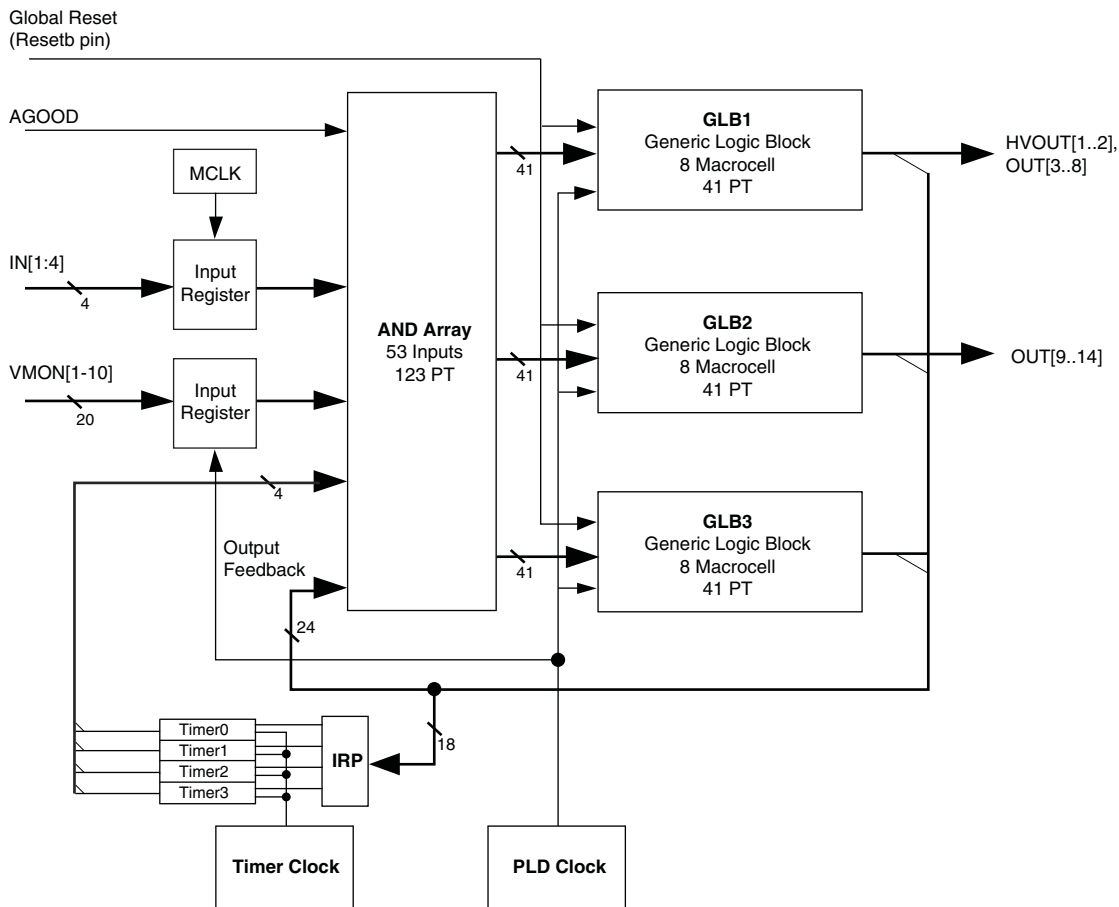 Global Reset
(Resetb pin)
AGOOD
MCLK
IN[1:4]
4
Input
Register
VMON[1-10]
20
Input
Register
4
Output
Feedback
24
AND Array
53 Inputs
123 PT
41
41
41
GLB1
Generic Logic Block
8 Macrocell
41 PT
HVOUT[1..2],
OUT[3..8]
GLB2
Generic Logic Block
8 Macrocell
41 PT
OUT[9..14]
GLB3
Generic Logic Block
8 Macrocell
41 PT
18
Timer0
Timer1
Timer2
Timer3
IRP
Timer Clock
PLD Clock